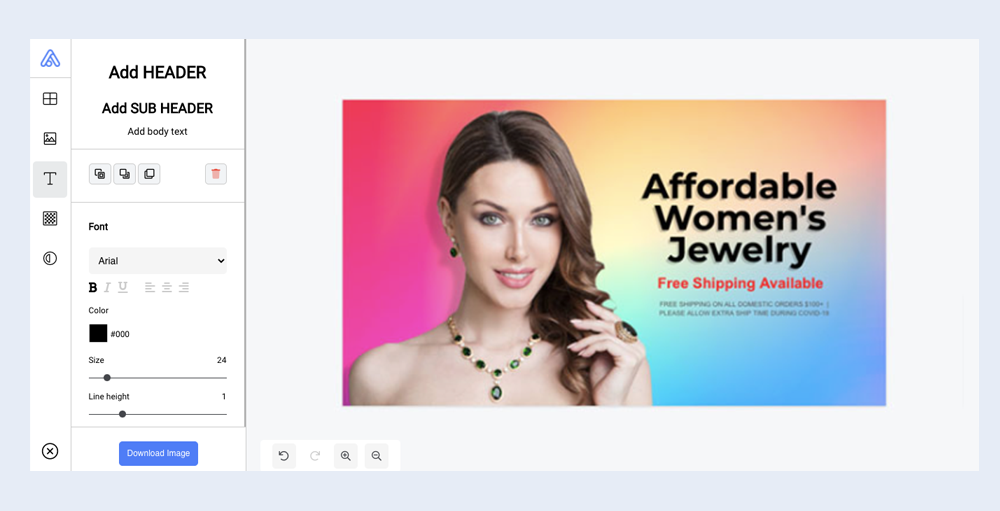 Add HEADER
Add SUB HEADER
Add body text
Font
Arial
B I U
Color
#000
Size 24
Line height 1
Download Image
Affordable
Women's
Jewelry
Free Shipping Available
FREE SHIPPING ON ALL DOMESTIC ORDERS $100+ |
PLEASE ALLOW EXTRA SHIP TIME DURING COVID-19